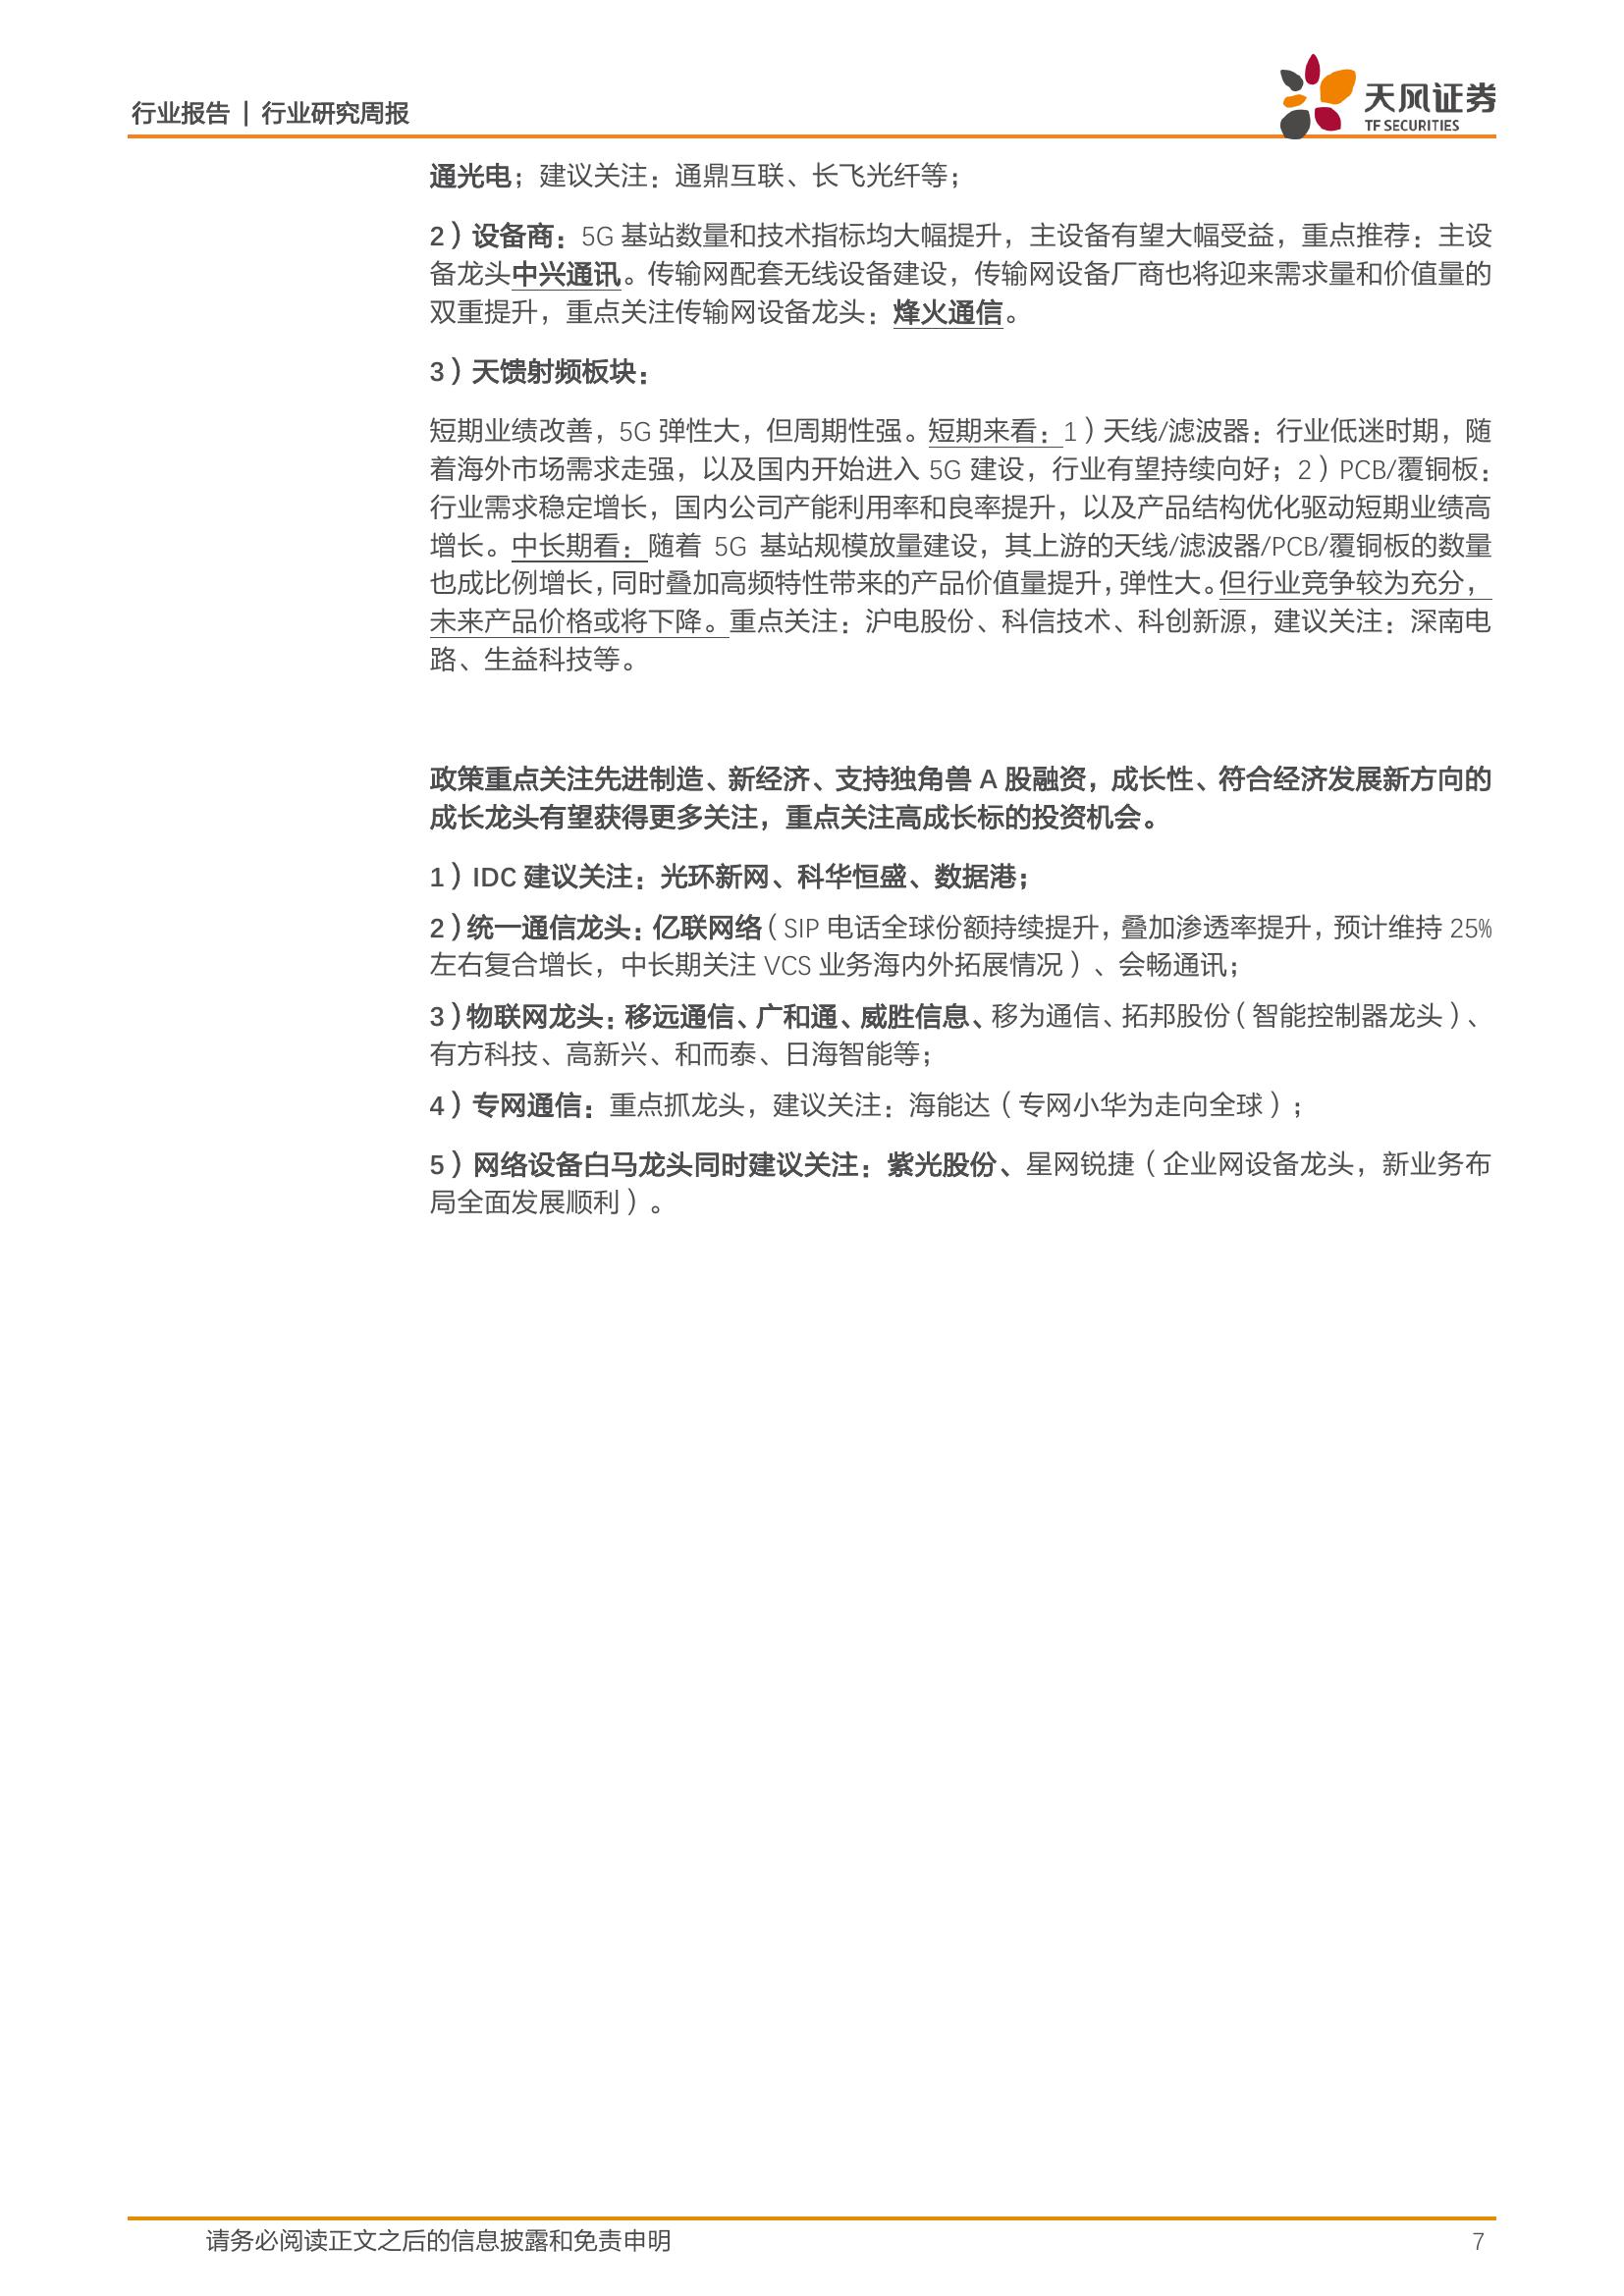 行业报告 | 行业研究周报
天风证券
TF SECURITIES
通光电；建议关注：通鼎互联、长飞光纤等；
2）设备商：5G 基站数量和技术指标均大幅提升，主设备有望大幅受益，重点推荐：主设
备龙头中兴通讯。传输网配套无线设备建设，传输网设备厂商也将迎来需求量和价值量的
双重提升，重点关注传输网设备龙头：烽火通信。
3）天馈射频板块：
短期业绩改善，5G 弹性大，但周期性强。短期来看：1）天线/滤波器：行业低迷时期，随
着海外市场需求走强，以及国内开始进入 5G 建设，行业有望持续向好；2）PCB/覆铜板：
行业需求稳定增长，国内公司产能利用率和良率提升，以及产品结构优化驱动短期业绩高
增长。中长期看：随着 5G 基站规模放量建设，其上游的天线/滤波器/PCB/覆铜板的数量
也成比例增长，同时叠加高频特性带来的产品价值量提升，弹性大。但行业竞争较为充分，
未来产品价格或将下降。重点关注：沪电股份、科信技术、科创新源，建议关注：深南电
路、生益科技等。
政策重点关注先进制造、新经济、支持独角兽 A 股融资，成长性、符合经济发展新方向的
成长龙头有望获得更多关注，重点关注高成长标的投资机会。
1）IDC 建议关注：光环新网、科华恒盛、数据港；
2）统一通信龙头：亿联网络（SIP 电话全球份额持续提升，叠加渗透率提升，预计维持 25%
左右复合增长，中长期关注 VCS 业务海内外拓展情况）、会畅通讯；
3）物联网龙头：移远通信、广和通、威胜信息、移为通信、拓邦股份（智能控制器龙头）、
有方科技、高新兴、和而泰、日海智能等；
4）专网通信：重点抓龙头，建议关注：海能达（专网小华为走向全球）；
5）网络设备白马龙头同时建议关注：紫光股份、星网锐捷（企业网设备龙头，新业务布
局全面发展顺利）。
请务必阅读正文之后的信息披露和免责申明
7